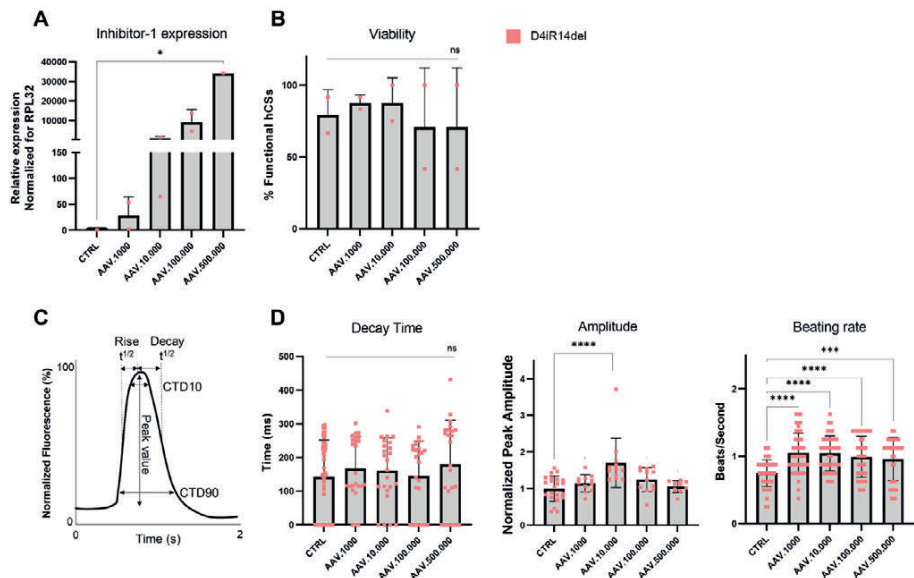 A
Inhibitor-1 expression
*
Relative expression
Normalized for RPL32
40000
30000
20000
10000
150
100
50
0
CTRL
AAV.1000
AAV.10.000
AAV.100.000
AAV.500.000
B
Viability
ns
% Functional hCSs
100
50
0
CTRL
AAV.1000
AAV.10.000
AAV.100.000
AAV.500.000
D4iR14del
C
Rise
t1/2
Decay
t1/2
CTD10
Peak value
CTD90
Normalized Fluorescence (%)
100
0
0
2
Time (s)
D
Decay Time
ns
Time (ms)
500
400
300
200
100
0
CTRL
AAV.1000
AAV.10.000
AAV.100.000
AAV.500.000
Amplitude
****
Normalized Peak Amplitude
5
4
3
2
1
0
CTRL
AAV.1000
AAV.10.000
AAV.100.000
AAV.500.000
Beating rate
***
****
****
****
Beats/Second
2
1
0
CTRL
AAV.1000
AAV.10.000
AAV.100.000
AAV.500.000